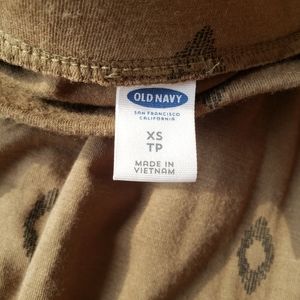 OLD NAVY
SAN FRANCISCO
CALIFORNIA
XS
TP
MADE IN
VIETNAM